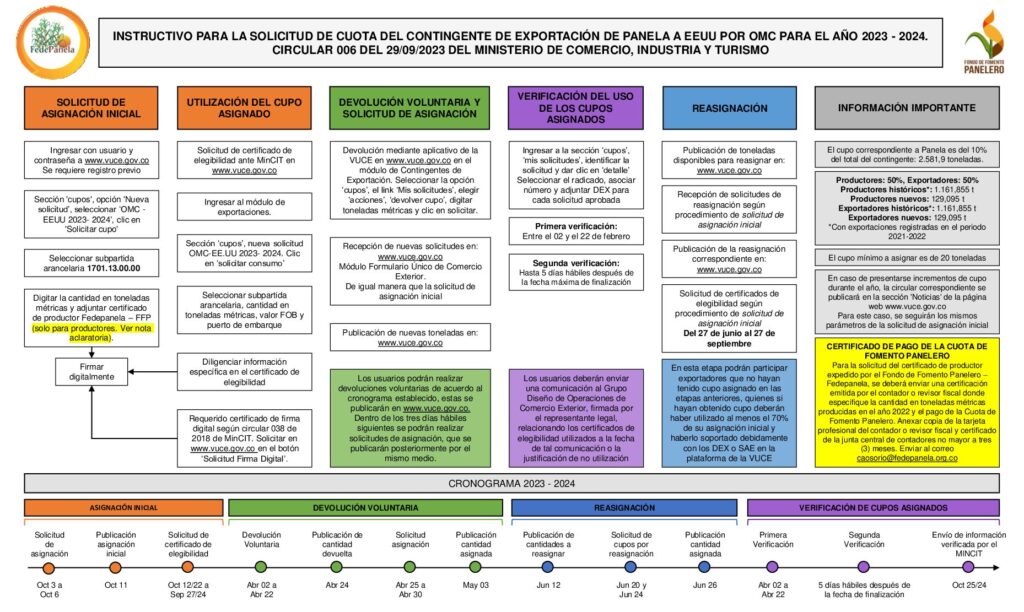 FedePanela
INSTRUCTIVO PARA LA SOLICITUD DE CUOTA DEL CONTINGENTE DE EXPORTACIÓN DE PANELA A EEUU POR OMC PARA EL AÑO 2023 - 2024.
CIRCULAR 006 DEL 29/09/2023 DEL MINISTERIO DE COMERCIO, INDUSTRIA Y TURISMO
FONDO DE FOMENTO
PANELERO
SOLICITUD DE
ASIGNACIÓN INICIAL
Ingresar con usuario y
contraseña a www.vuce.gov.co
Se requiere registro previo
Sección 'cupos', opción 'Nueva
solicitud', seleccionar 'OMC -
EEUU 2023- 2024', clic en
'Solicitar cupo'
Seleccionar subpartida
arancelaria 1701.13.00.00
Digitar la cantidad en toneladas
métricas y adjuntar certificado
de productor Fedepanela – FFP
(solo para productores. Ver nota
aclaratoria).
Firmar
digitalmente
UTILIZACIÓN DEL CUPO
ASIGNADO
Solicitud de certificado de
elegibilidad ante MinCIT en
www.vuce.gov.co
Ingresar al módulo de
exportaciones.
Sección 'cupos', nueva solicitud
OMC-EE.UU 2023- 2024. Clic
en 'solicitar consumo'
Seleccionar subpartida
arancelaria, cantidad en
toneladas métricas, valor FOB y
puerto de embarque
Diligenciar información
específica en el certificado de
elegibilidad
Requerido certificado de firma
digital según circular 038 de
2018 de MinCIT. Solicitar en
www.vuce.gov.co en el botón
'Solicitud Firma Digital'.
DEVOLUCIÓN VOLUNTARIA Y
SOLICITUD DE ASIGNACIÓN
Devolución mediante aplicativo de la
VUCE en www.vuce.gov.co en el
módulo de Contingentes de
Exportación. Seleccionar la opción
'cupos', el link 'Mis solicitudes', elegir
'acciones', 'devolver cupo', digitar
toneladas métricas y clic en solicitar.
Recepción de nuevas solicitudes en:
www.vuce.gov.co
Módulo Formulario Único de Comercio
Exterior.
De igual manera que la solicitud de
asignación inicial
Publicación de nuevas toneladas en:
www.vuce.gov.co
Los usuarios podrán realizar
devoluciones voluntarias de acuerdo al
cronograma establecido, estas se
publicarán en www.vuce.gov.co.
Dentro de los tres días hábiles
siguientes se podrán realizar
solicitudes de asignación, que se
publicarán posteriormente por el
mismo medio.
VERIFICACIÓN DEL USO
DE LOS CUPOS
ASIGNADOS
Ingresar a la sección 'cupos',
'mis solicitudes', identificar la
solicitud y dar clic en 'detalle'
Seleccionar el radicado, asociar
número y adjuntar DEX para
cada solicitud aprobada
Primera verificación:
Entre el 02 y el 22 de febrero
Segunda verificación:
Hasta 5 días hábiles después de
la fecha máxima de finalización
Los usuarios deberán enviar
una comunicación al Grupo
Diseño de Operaciones de
Comercio Exterior, firmada por
el representante legal,
relacionando los certificados de
elegibilidad utilizados a la fecha
de tal comunicación o la
justificación de no utilización
REASIGNACIÓN
Publicación de toneladas
disponibles para reasignar en:
www.vuce.gov.co
Recepción de solicitudes de
reasignación según
procedimiento de solicitud de
asignación inicial
Publicación de la reasignación
correspondiente en:
www.vuce.gov.co
Solicitud de certificados de
elegibilidad según
procedimiento de solicitud de
asignación inicial
Del 27 de junio al 27 de
septiembre
En esta etapa podrán participar
exportadores que no hayan
tenido cupo asignado en las
etapas anteriores, quienes si
hayan obtenido cupo deberán
haber utilizado al menos el 70%
de su asignación inicial y
haberlo soportado debidamente
con los DEX o SAE en la
plataforma de la VUCE
INFORMACIÓN IMPORTANTE
El cupo correspondiente a Panela es del 10%
del total del contingente: 2.581,9 toneladas.
Productores: 50%, Exportadores: 50%
Productores históricos*: 1.161,855 t
Productores nuevos: 129,095 t
Exportadores históricos*: 1.161,855 t
Exportadores nuevos: 129,095 t
*Con exportaciones registradas en el periodo
2021-2022
El cupo mínimo a asignar es de 20 toneladas
En caso de presentarse incrementos de cupo
durante el año, la circular correspondiente se
publicará en la sección 'Noticias' de la página
web www.vuce.gov.co
Para este caso, se seguirán los mismos
parámetros de la solicitud de asignación inicial
CERTIFICADO DE PAGO DE LA CUOTA DE
FOMENTO PANELERO
Para la solicitud del certificado de productor
expedido por el Fondo de Fomento Panelero –
Fedepanela, se deberá enviar una certificación
emitida por el contador o revisor fiscal donde
especifique la cantidad en toneladas métricas
producidas en el año 2022 y el pago de la Cuota de
Fomento Panelero. Anexar copia de la tarjeta
profesional del contador o revisor fiscal y certificado
de la junta central de contadores no mayor a tres
(3) meses. Enviar al correo
caosorio@fedepanela.org.co
CRONOGRAMA 2023 - 2024
ASIGNACIÓN INICIAL
DEVOLUCIÓN VOLUNTARIA
REASIGNACIÓN
VERIFICACIÓN DE CUPOS ASIGNADOS
Solicitud
de
asignación
Oct 3 a
Oct 6
Publicación
asignación
inicial
Oct 11
Solicitud de
certificado de
elegibilidad
Oct 12/22 a
Sep 27/24
Devolución
Voluntaria
Abr 02 a
Abr 22
Publicación de
cantidad
devuelta
Abr 24
Solicitud
asignación
Abr 25 a
Abr 30
Publicación
cantidad
asignada
May 03
Publicación de
cantidades a
reasignar
Jun 12
Solicitud de
cupos por
reasignación
Jun 20 y
Jun 24
Publicación
cantidad
asignada
Jun 26
Primera
Verificación
Abr 02 a
Abr 22
Segunda
Verificación
5 días hábiles después de
la fecha de finalización
Envío de información
verificada por el
MINCIT
Oct 25/24